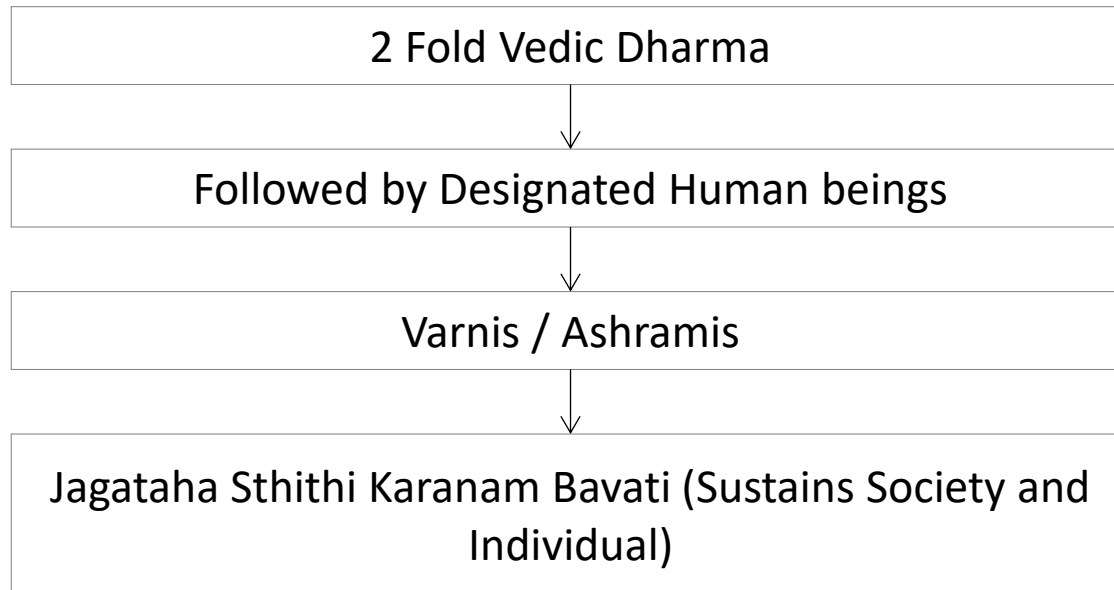 2 Fold Vedic Dharma
Followed by Designated Human beings
Varnis / Ashramis
Jagataha Sthithi Karanam Bavati (Sustains Society and
Individual)